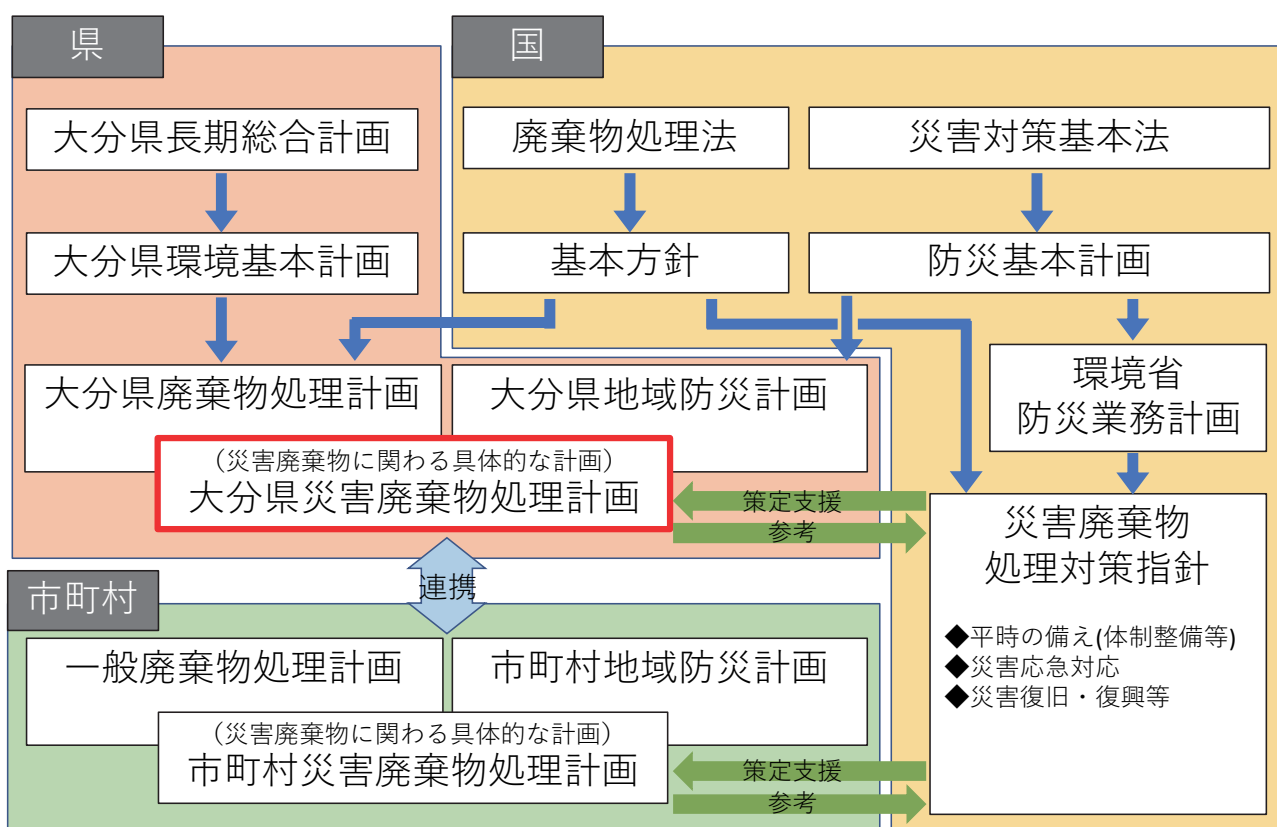 県
大分県長期総合計画
大分県環境基本計画
大分県廃棄物処理計画
大分県地域防災計画
（災害廃棄物に関わる具体的な計画）
大分県災害廃棄物処理計画
国
廃棄物処理法
災害対策基本法
基本方針
防災基本計画
環境省
防災業務計画
策定支援
参考
災害廃棄物
処理対策指針
◆平時の備え(体制整備等)
◆災害応急対応
◆災害復旧・復興等
連携
市町村
一般廃棄物処理計画
市町村地域防災計画
（災害廃棄物に関わる具体的な計画）
市町村災害廃棄物処理計画
策定支援
参考